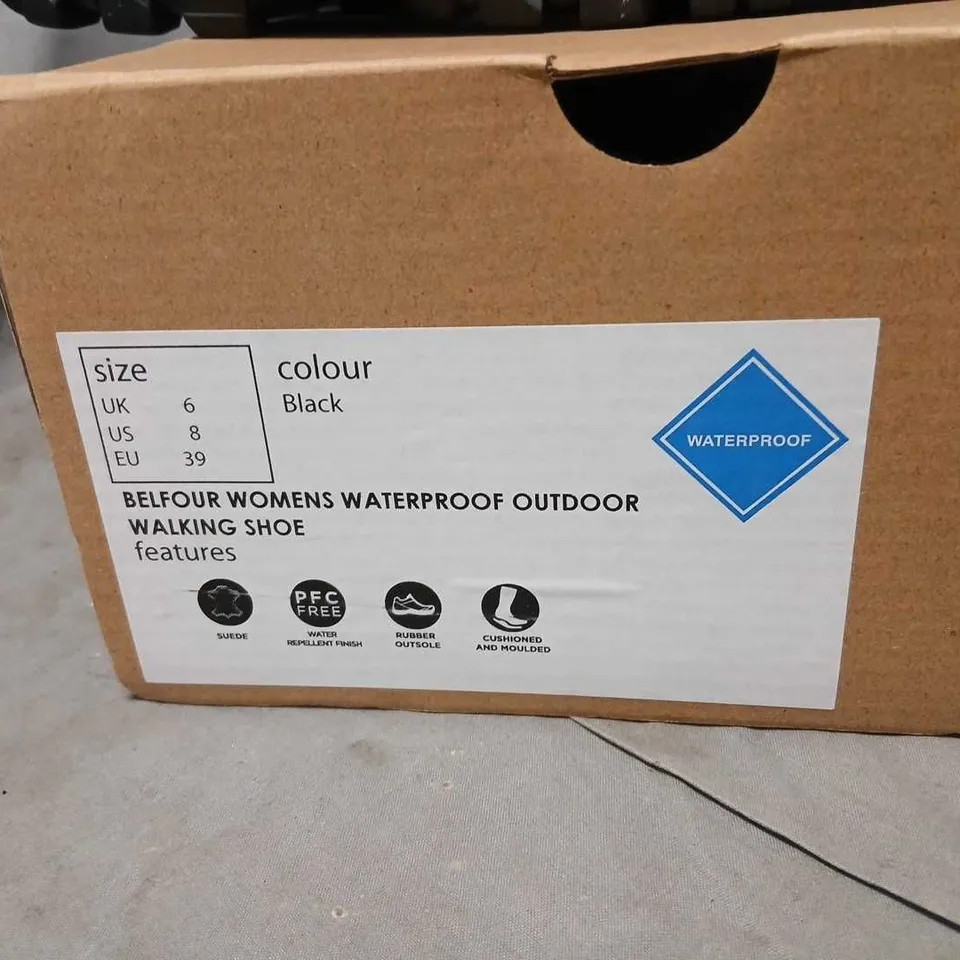 size
UK 6
US 8
EU 39
colour
Black
WATERPROOF
BELFOUR WOMENS WATERPROOF OUTDOOR
WALKING SHOE
features
SUEDE
PFC
FREE
WATER
REPELLENT FINISH
RUBBER
OUTSOLE
CUSHIONED
AND MOULDED